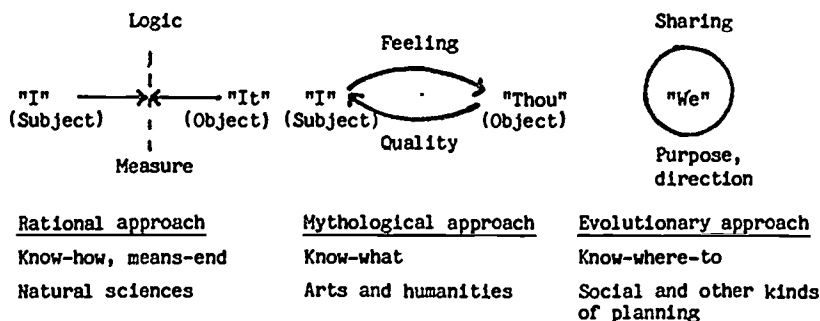 Logic
Sharing
Feeling
"I" "It" "I" "Thou" "We"
(Subject) (Object) (Subject) (Object)
Quality
Measure
Purpose,
direction
Rational approach Mythological approach Evolutionary approach
Know-how, means-end Know-what Know-where-to
Natural sciences Arts and humanities Social and other kinds
of planning